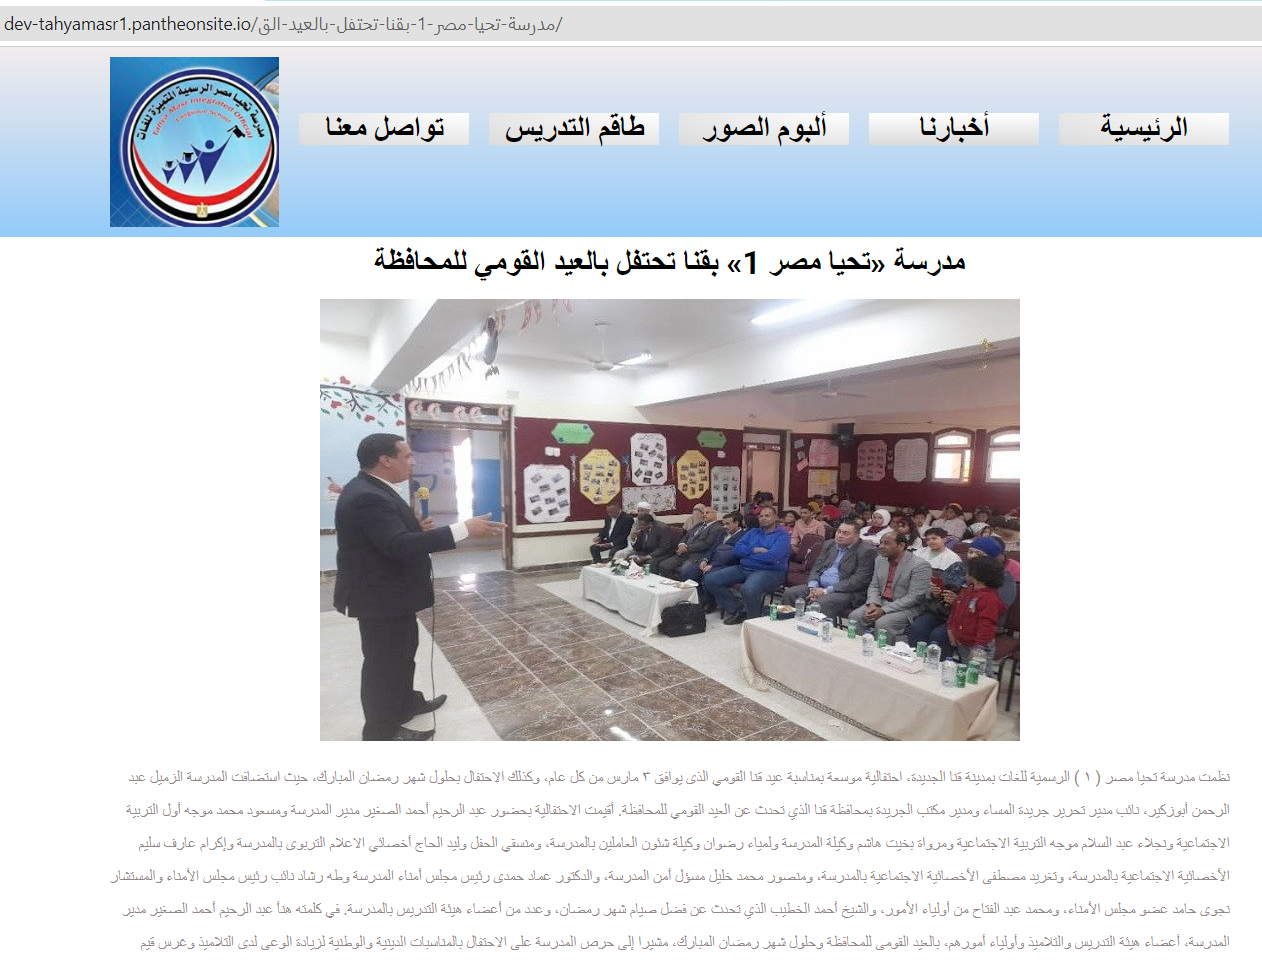 dev-tahyamasr1.pantheonsite.io/مدرسة-تحيا-مصر-1-بقنا-تحتفل-بالعيد-الق/
مدرسة تحيا مصر الرسمية المتميزة للغات
Tahya Masr Integrated Official
Language School
الرئيسية
أخبارنا
ألبوم الصور
طاقم التدريس
تواصل معنا
مدرسة «تحيا مصر 1» بقنا تحتفل بالعيد القومي للمحافظة
نظمت مدرسة تحيا مصر ( ١ ) الرسمية للغات بمدينة قنا الجديدة، احتفالية موسعة بمناسبة عيد قنا القومي الذى يوافق ٣ مارس من كل عام، وكذلك الاحتفال بحلول شهر رمضان المبارك، حيث استضافت المدرسة الزميل عبد
الرحمن أبوزكير، نائب مدير تحرير جريدة المساء ومدير مكتب الجريدة بمحافظة قنا الذي تحدث عن العيد القومي للمحافظة. أقيمت الاحتفالية بحضور عبد الرحيم أحمد الصغير مدير المدرسة ومسعود محمد موجه أول التربية
الاجتماعية ونجلاء عبد السلام موجه التربية الاجتماعية ومرواة بخيت هاشم وكيلة المدرسة ولمياء رضوان وكيلة شئون العاملين بالمدرسة، ومنسقي الحفل وليد الحاج أخصائي الاعلام التربوى بالمدرسة وإكرام عارف سليم
الأخصائية الاجتماعية بالمدرسة، وتغريد مصطفى الأخصائية الاجتماعية بالمدرسة، ومنصور محمد خليل مسؤل أمن المدرسة، والدكتور عماد حمدى رئيس مجلس أمناء المدرسة وطه رشاد نائب رئيس مجلس الأمناء والمستشار
نجوى حامد عضو مجلس الأمناء، ومحمد عبد الفتاح من أولياء الأمور، والشيخ أحمد الخطيب الذي تحدث عن فضل صيام شهر رمضان، وعدد من أعضاء هيئة التدريس بالمدرسة. في كلمته هنأ عبد الرحيم أحمد الصغير مدير
المدرسة، أعضاء هيئة التدريس والتلاميذ وأولياء أمورهم، بالعيد القومى للمحافظة وحلول شهر رمضان المبارك، مشيرا إلى حرص المدرسة على الاحتفال بالمناسبات الدينية والوطنية لزيادة الوعى لدى التلاميذ وغرس قيم